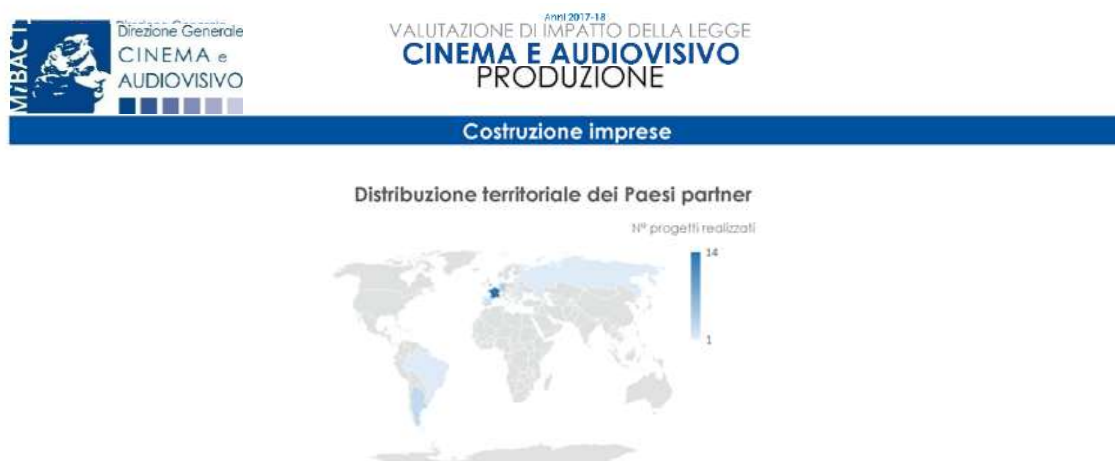 MiBACT
Direzione Generale
CINEMA e
AUDIOVISIVO
Anni 2017-18
VALUTAZIONE DI IMPATTO DELLA LEGGE
CINEMA E AUDIOVISIVO
PRODUZIONE
Costruzione imprese
Distribuzione territoriale dei Paesi partner
N° progetti realizzati
14
1